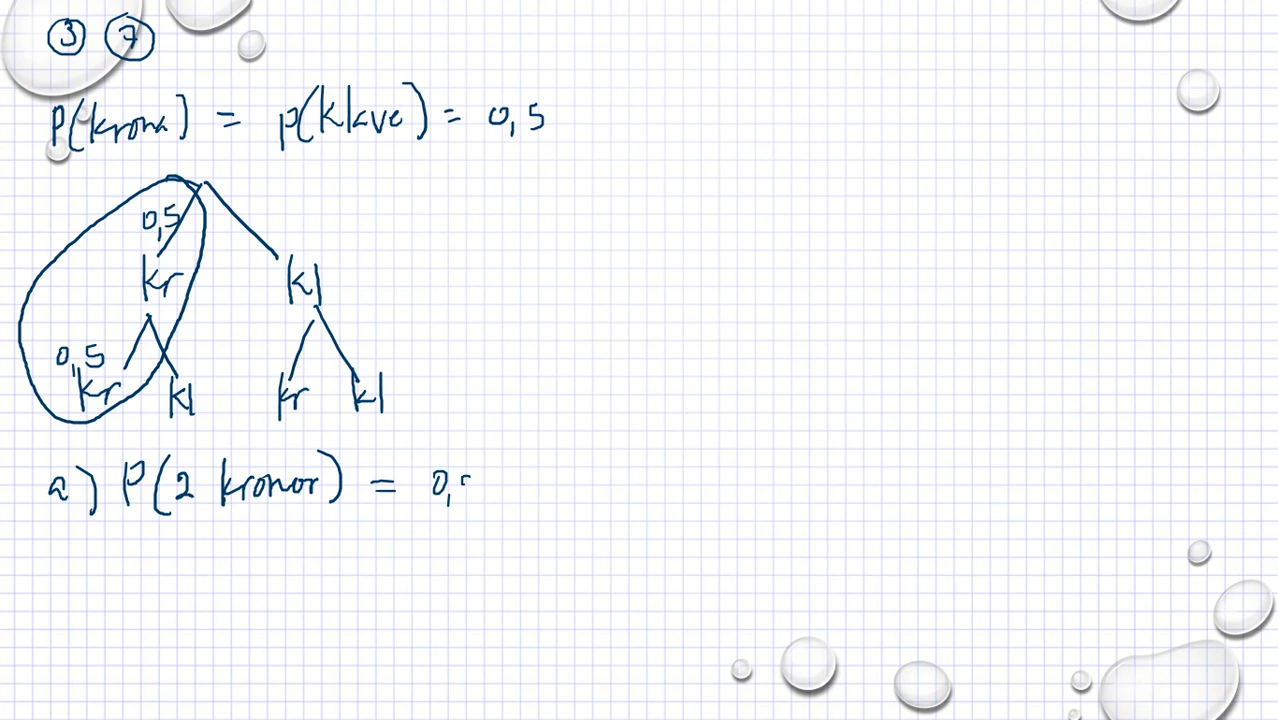 3 7
P(krona) = p(klave) = 0,5
0,5
kr kl
0,5
kr kl kr kl
a) P(2 kronor) = 0,